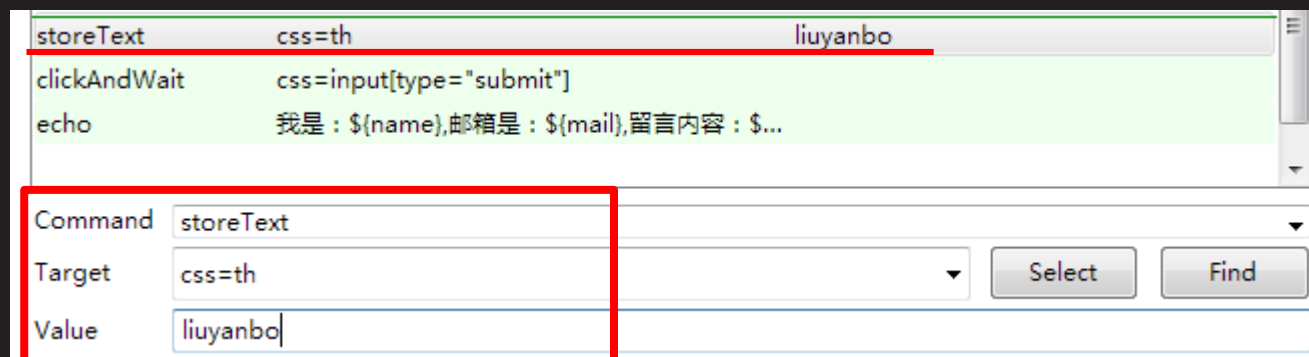 storeText css=th liuyanbo
clickAndWait css=input[type="submit"]
echo 我是：${name},邮箱是：${mail},留言内容：$...
Command storeText
Target css=th Select Find
Value liuyanbo